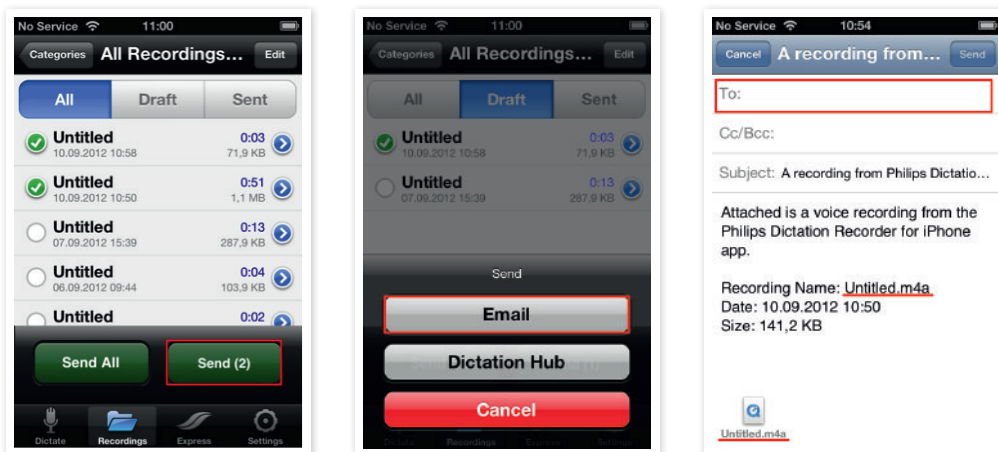 No Service 11:00
Categories All Recordings... Edit
All Draft Sent
Untitled 0:03
10.09.2012 10:58 71,9 KB
Untitled 0:51
10.09.2012 10:50 1,1 MB
Untitled 0:13
07.09.2012 15:39 287,9 KB
Untitled 0:04
06.09.2012 09:44 103,9 KB
Untitled 0:02
Send All Send (2)
Dictate Recordings Express Settings
No Service 11:00
Categories All Recordings... Edit
All Draft Sent
Untitled 0:03
10.09.2012 10:58 71,9 KB
Untitled 0:13
07.09.2012 15:39 287,9 KB
Send
Email
Dictation Hub
Cancel
Dictate Recordings Express Settings
No Service 10:54
Cancel A recording from... Send
To:
Cc/Bcc:
Subject: A recording from Philips Dictatio...
Attached is a voice recording from the
Philips Dictation Recorder for iPhone
app.
Recording Name: Untitled.m4a
Date: 10.09.2012 10:50
Size: 141,2 KB
Untitled.m4a